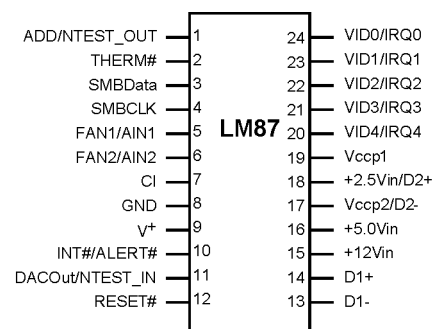 ADD/NTEST_OUT 1 24 VID0/IRQ0
THERM# 2 23 VID1/IRQ1
SMBData 3 22 VID2/IRQ2
SMBCLK 4 21 VID3/IRQ3
FAN1/AIN1 5 LM87 20 VID4/IRQ4
FAN2/AIN2 6 19 Vccp1
CI 7 18 +2.5Vin/D2+
GND 8 17 Vccp2/D2-
V+ 9 16 +5.0Vin
INT#/ALERT# 10 15 +12Vin
DACOut/NTEST_IN 11 14 D1+
RESET# 12 13 D1-